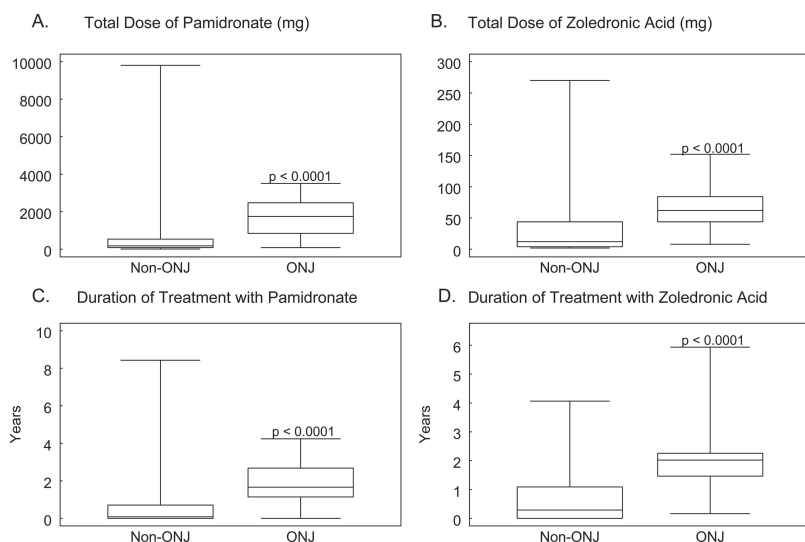 A. Total Dose of Pamidronate (mg)
10000
8000
6000
4000
2000
0
p < 0.0001
Non-ONJ ONJ
B. Total Dose of Zoledronic Acid (mg)
300
250
200
150
100
50
0
p < 0.0001
Non-ONJ ONJ
C. Duration of Treatment with Pamidronate
Years
10
8
6
4
2
0
p < 0.0001
Non-ONJ ONJ
D. Duration of Treatment with Zoledronic Acid
Years
6
5
4
3
2
1
0
p < 0.0001
Non-ONJ ONJ